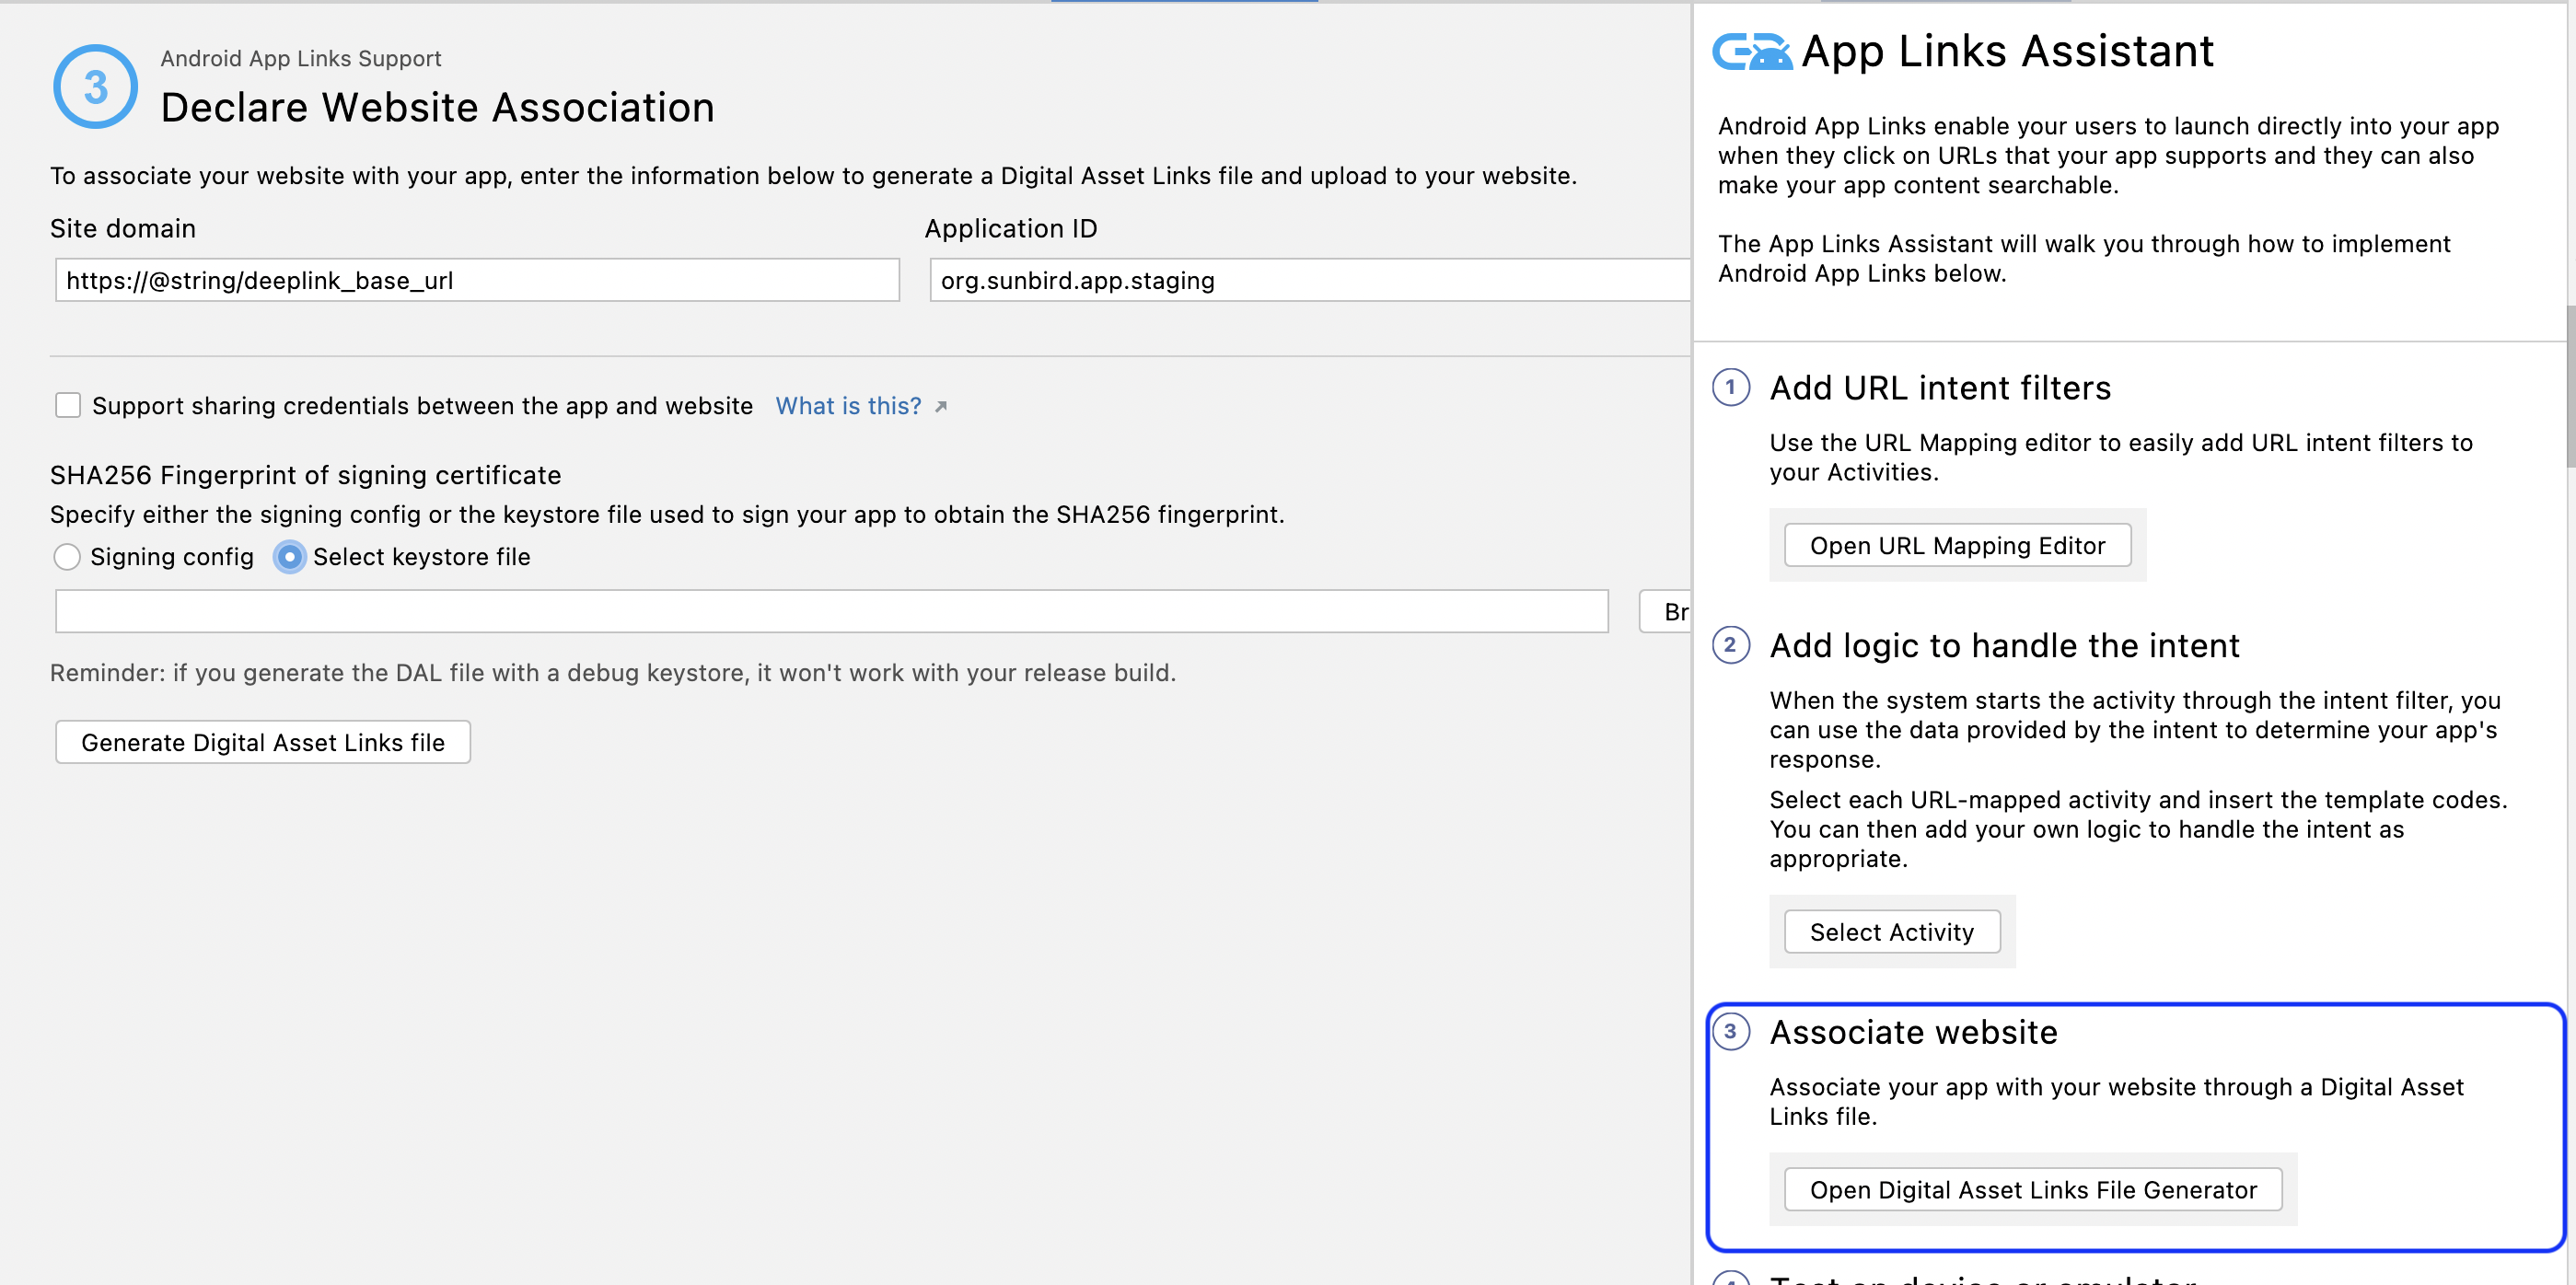 3
Android App Links Support
Declare Website Association
To associate your website with your app, enter the information below to generate a Digital Asset Links file and upload to your website.
Site domain
Application ID
https://@string/deeplink_base_url
org.sunbird.app.staging
Support sharing credentials between the app and website What is this?
SHA256 Fingerprint of signing certificate
Specify either the signing config or the keystore file used to sign your app to obtain the SHA256 fingerprint.
Signing config
Select keystore file
Br
Reminder: if you generate the DAL file with a debug keystore, it won't work with your release build.
Generate Digital Asset Links file
App Links Assistant
Android App Links enable your users to launch directly into your app
when they click on URLs that your app supports and they can also
make your app content searchable.
The App Links Assistant will walk you through how to implement
Android App Links below.
1 Add URL intent filters
Use the URL Mapping editor to easily add URL intent filters to
your Activities.
Open URL Mapping Editor
2 Add logic to handle the intent
When the system starts the activity through the intent filter, you
can use the data provided by the intent to determine your app's
response.
Select each URL-mapped activity and insert the template codes.
You can then add your own logic to handle the intent as
appropriate.
Select Activity
3 Associate website
Associate your app with your website through a Digital Asset
Links file.
Open Digital Asset Links File Generator
Test on device or emulator